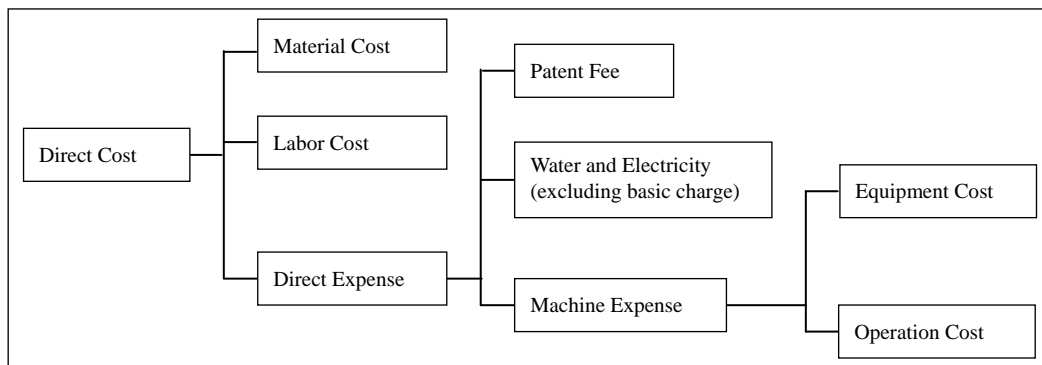 Direct Cost
Material Cost
Labor Cost
Direct Expense
Patent Fee
Water and Electricity
(excluding basic charge)
Machine Expense
Equipment Cost
Operation Cost